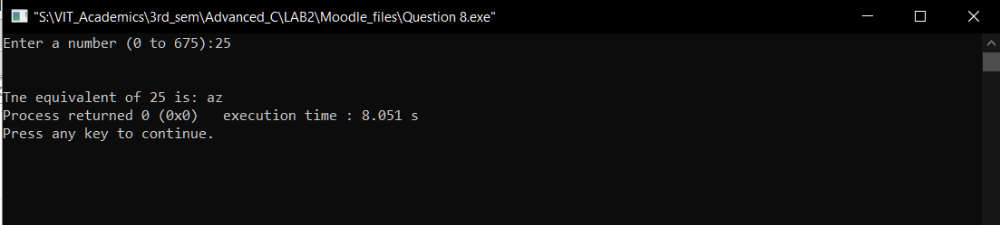 "S:\VIT_Academics\3rd_sem\Advanced_C\LAB2\Moodle_files\Question 8.exe"
Enter a number (0 to 675):25
Tne equivalent of 25 is: az
Process returned 0 (0x0)   execution time : 8.051 s
Press any key to continue.